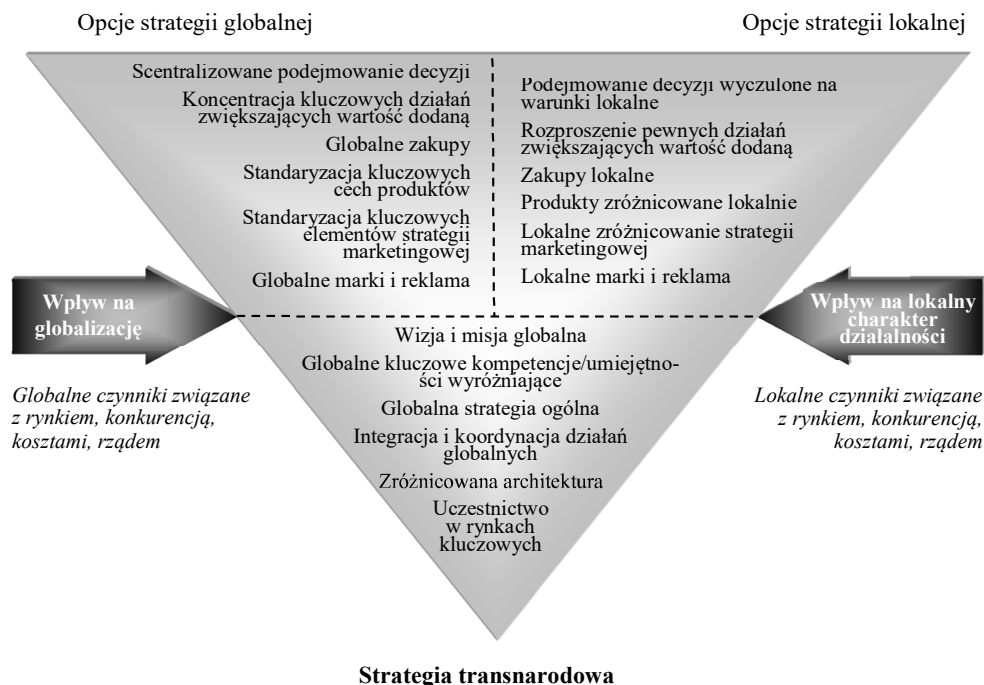 Opcje strategii globalnej
Opcje strategii lokalnej
Scentralizowane podejmowanie decyzji
Koncentracja kluczowych działań
zwiększających wartość dodaną
Globalne zakupy
Standaryzacja kluczowych
cech produktów
Standaryzacja kluczowych
elementów strategii
marketingowej
Globalne marki i reklama
Podejmowanie decyzji wyczulone na
warunki lokalne
Rozproszenie pewnych działań
zwiększających wartość dodaną
Zakupy lokalne
Produkty zróżnicowane lokalnie
Lokalne zróżnicowanie strategii
marketingowej
Lokalne marki i reklama
Wpływ na
globalizację
Wpływ na lokalny
charakter
działalności
Globalne czynniki związane
z rynkiem, konkurencją,
kosztami, rządem
Lokalne czynniki związane
z rynkiem, konkurencją,
kosztami, rządem
Wizja i misja globalna
Globalne kluczowe kompetencje/umiejętno-
ści wyróżniające
Globalna strategia ogólna
Integracja i koordynacja działań
globalnych
Zróżnicowana architektura
Uczestnictwo
w rynkach
kluczowych
Strategia transnarodowa